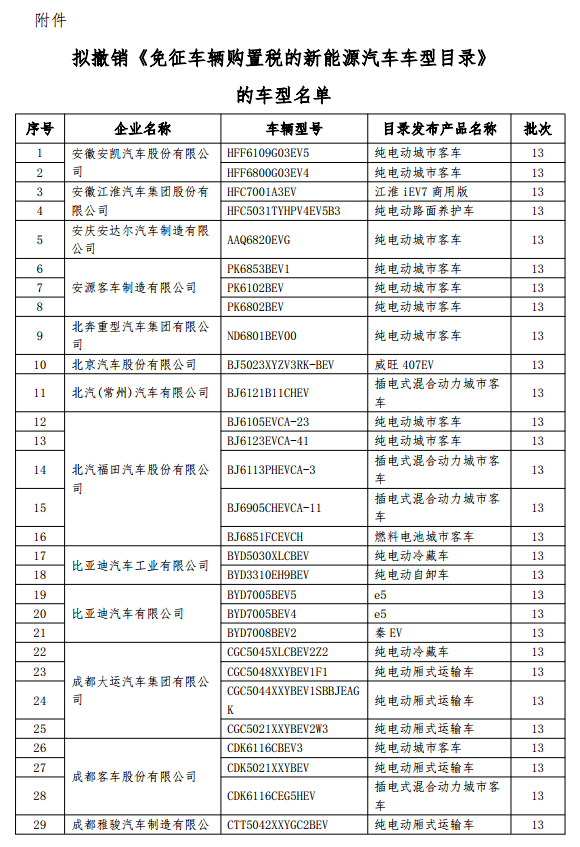 附件
拟撤销《免征车辆购置税的新能源汽车车型目录》
的车型名单
序号 企业名称 车辆型号 目录发布产品名称 批次
1 安徽安凯汽车股份有限公 HFF6109G03EV5 纯电动城市客车 13
2 司 HFF6800G03EV4 纯电动城市客车 13
3 安徽江淮汽车集团股份有 HFC7001A3EV 江淮 iEV7 商用版 13
4 限公司 HFC5031TYHPV4EV5B3 纯电动路面养护车 13
安庆安达尔汽车制造有限
5 公司 AAQ6820EVG 纯电动城市客车 13
6 PK6853BEV1 纯电动城市客车 13
7 安源客车制造有限公司 PK6102BEV 纯电动城市客车 13
8 PK6802BEV 纯电动城市客车 13
北奔重型汽车集团有限公
9 司 ND6801BEV00 纯电动城市客车 13
10 北京汽车股份有限公司 BJ5023XYZV3RK-BEV 威旺 407EV 13
11 北汽(常州)汽车有限公司 BJ6121B11CHEV 插电式混合动力城市客 13
车
12 BJ6105EVCA-23 纯电动城市客车 13
13 BJ6123EVCA-41 纯电动城市客车 13
14 北汽福田汽车股份有限公 BJ6113PHEVCA-3 插电式混合动力城市客 13
司 车
15 BJ6905CHEVCA-11 插电式混合动力城市客 13
车
16 BJ6851FCEVCH 燃料电池城市客车 13
17 比亚迪汽车工业有限公司 BYD5030XLCBEV 纯电动冷藏车 13
18 BYD3310EH9BEV 纯电动自卸车 13
19 BYD7005BEV5 e5 13
20 比亚迪汽车有限公司 BYD7005BEV4 e5 13
21 BYD7008BEV2 秦 EV 13
22 CGC5045XLCBEV2Z2 纯电动冷藏车 13
23 成都大运汽车集团有限公 CGC5048XXYBEV1F1 纯电动厢式运输车 13
24 司 CGC5044XXYBEV1SBBJEAG 纯电动厢式运输车 13
K
25 CGC5021XXYBEV2W3 纯电动厢式运输车 13
26 CDK6116CBEV3 纯电动城市客车 13
27 成都客车股份有限公司 CDK5021XXYBEV 纯电动厢式运输车 13
28 CDK6116CEG5HEV 插电式混合动力城市客 13
车
29 成都雅骏汽车制造有限公 CTT5042XXYGC2BEV 纯电动厢式运输车 13